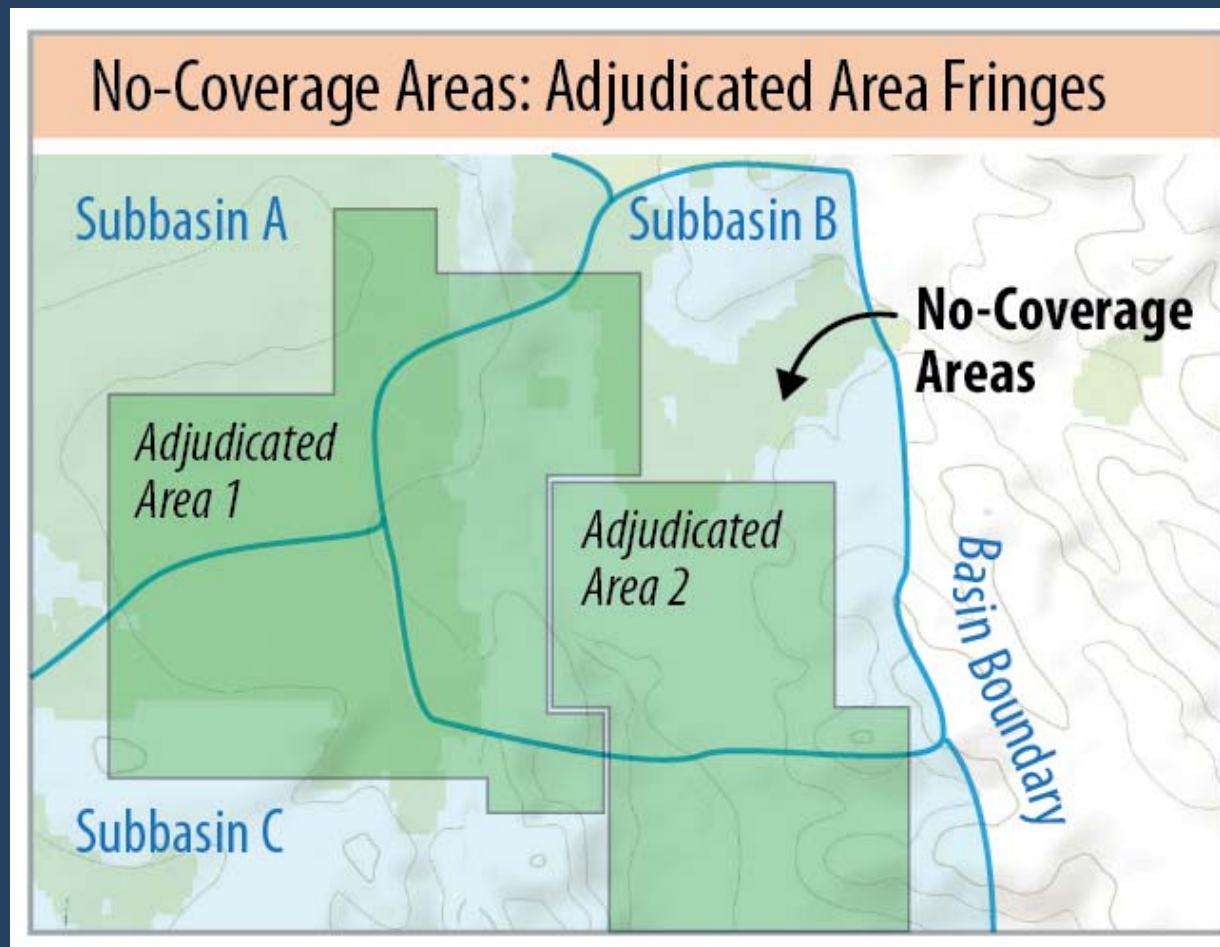 No-Coverage Areas: Adjudicated Area Fringes
Subbasin A
Subbasin B
No-Coverage
Areas
Adjudicated
Area 1
Adjudicated
Area 2
Basin Boundary
Subbasin C